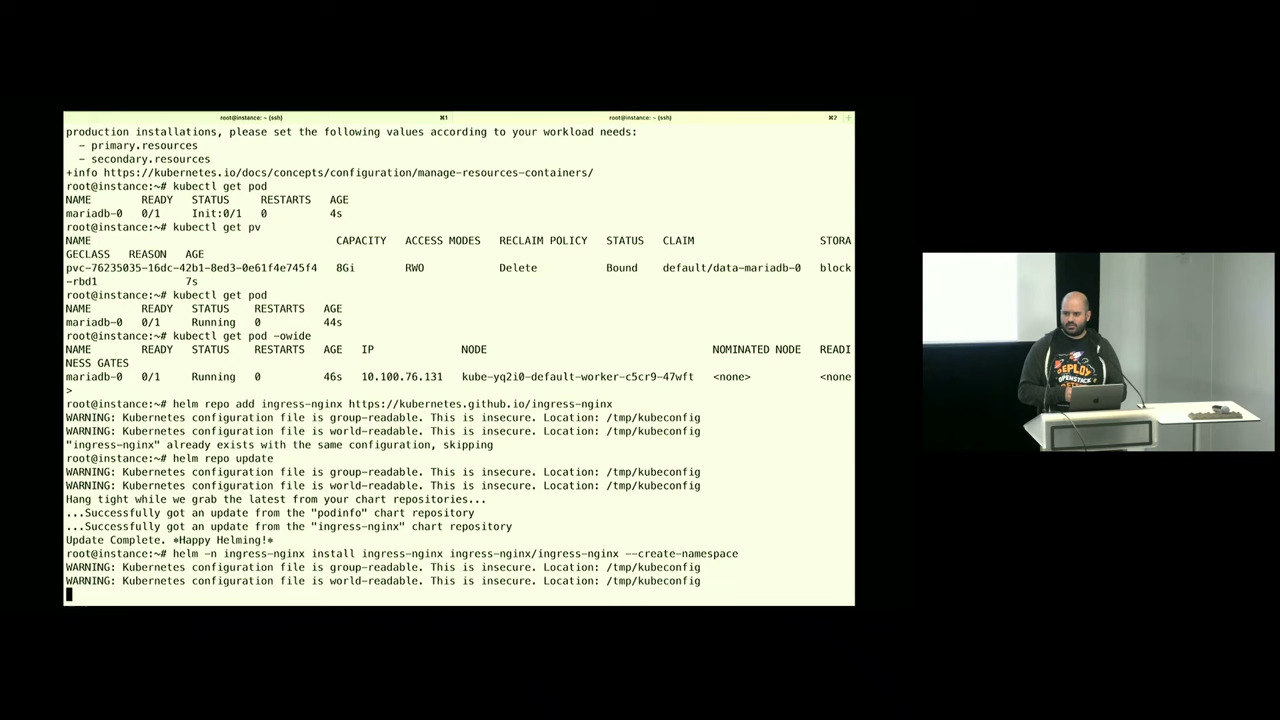 root@instance: ~ (ssh) ⌘1 root@instance: ~ (ssh) ⌘2 +
production installations, please set the following values according to your workload needs:
- primary.resources
- secondary.resources
+info https://kubernetes.io/docs/concepts/configuration/manage-resources-containers/
root@instance:~# kubectl get pod
NAME READY STATUS RESTARTS AGE
mariadb-0 0/1 Init:0/1 0 4s
root@instance:~# kubectl get pv
NAME CAPACITY ACCESS MODES RECLAIM POLICY STATUS CLAIM STORA
GECLASS REASON AGE
pvc-76235035-16dc-42b1-8ed3-0e61f4e745f4 8Gi RWO Delete Bound default/data-mariadb-0 block
-rbd1 7s
root@instance:~# kubectl get pod
NAME READY STATUS RESTARTS AGE
mariadb-0 0/1 Running 0 44s
root@instance:~# kubectl get pod -owide
NAME READY STATUS RESTARTS AGE IP NODE NOMINATED NODE READI
NESS GATES
mariadb-0 0/1 Running 0 46s 10.100.76.131 kube-yq2i0-default-worker-c5cr9-47wft <none> <none
>
root@instance:~# helm repo add ingress-nginx https://kubernetes.github.io/ingress-nginx
WARNING: Kubernetes configuration file is group-readable. This is insecure. Location: /tmp/kubeconfig
WARNING: Kubernetes configuration file is world-readable. This is insecure. Location: /tmp/kubeconfig
"ingress-nginx" already exists with the same configuration, skipping
root@instance:~# helm repo update
WARNING: Kubernetes configuration file is group-readable. This is insecure. Location: /tmp/kubeconfig
WARNING: Kubernetes configuration file is world-readable. This is insecure. Location: /tmp/kubeconfig
Hang tight while we grab the latest from your chart repositories...
...Successfully got an update from the "podinfo" chart repository
...Successfully got an update from the "ingress-nginx" chart repository
Update Complete. ⎈Happy Helming!⎈
root@instance:~# helm -n ingress-nginx install ingress-nginx ingress-nginx/ingress-nginx --create-namespace
WARNING: Kubernetes configuration file is group-readable. This is insecure. Location: /tmp/kubeconfig
WARNING: Kubernetes configuration file is world-readable. This is insecure. Location: /tmp/kubeconfig
DEPLOY
OPENSTACK